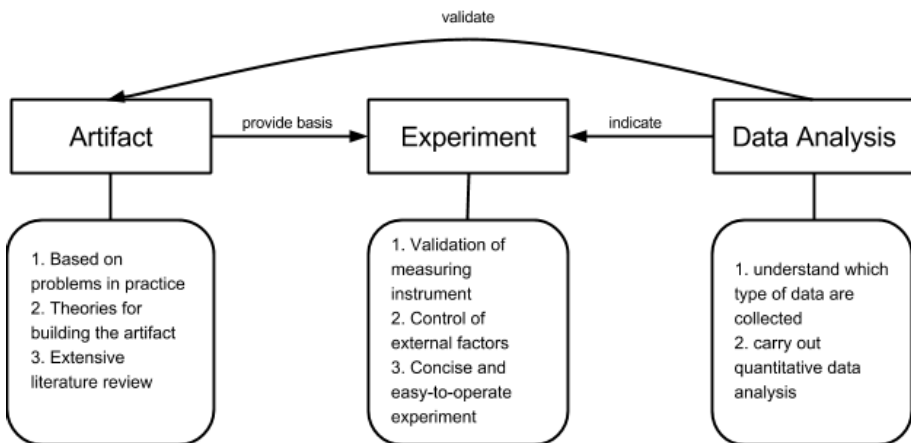 validate
Artifact
provide basis
Experiment
indicate
Data Analysis
1. Based on
problems in practice
2. Theories for
building the artifact
3. Extensive
literature review
1. Validation of
measuring
instrument
2. Control of
external factors
3. Concise and
easy-to-operate
experiment
1. understand which
type of data are
collected
2. carry out
quantitative data
analysis